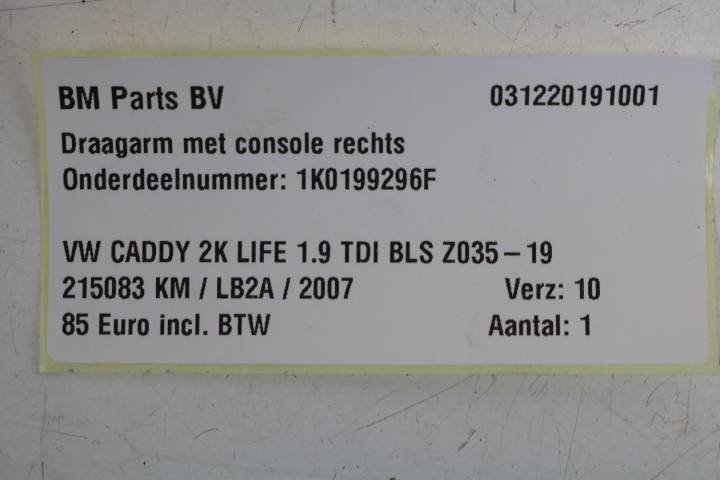 BM Parts BV 031220191001
Draagarm met console rechts
Onderdeelnummer: 1K0199296F
VW CADDY 2K LIFE 1.9 TDI BLS Z035-19
215083 KM / LB2A / 2007 Verz: 10
85 Euro incl. BTW Aantal: 1